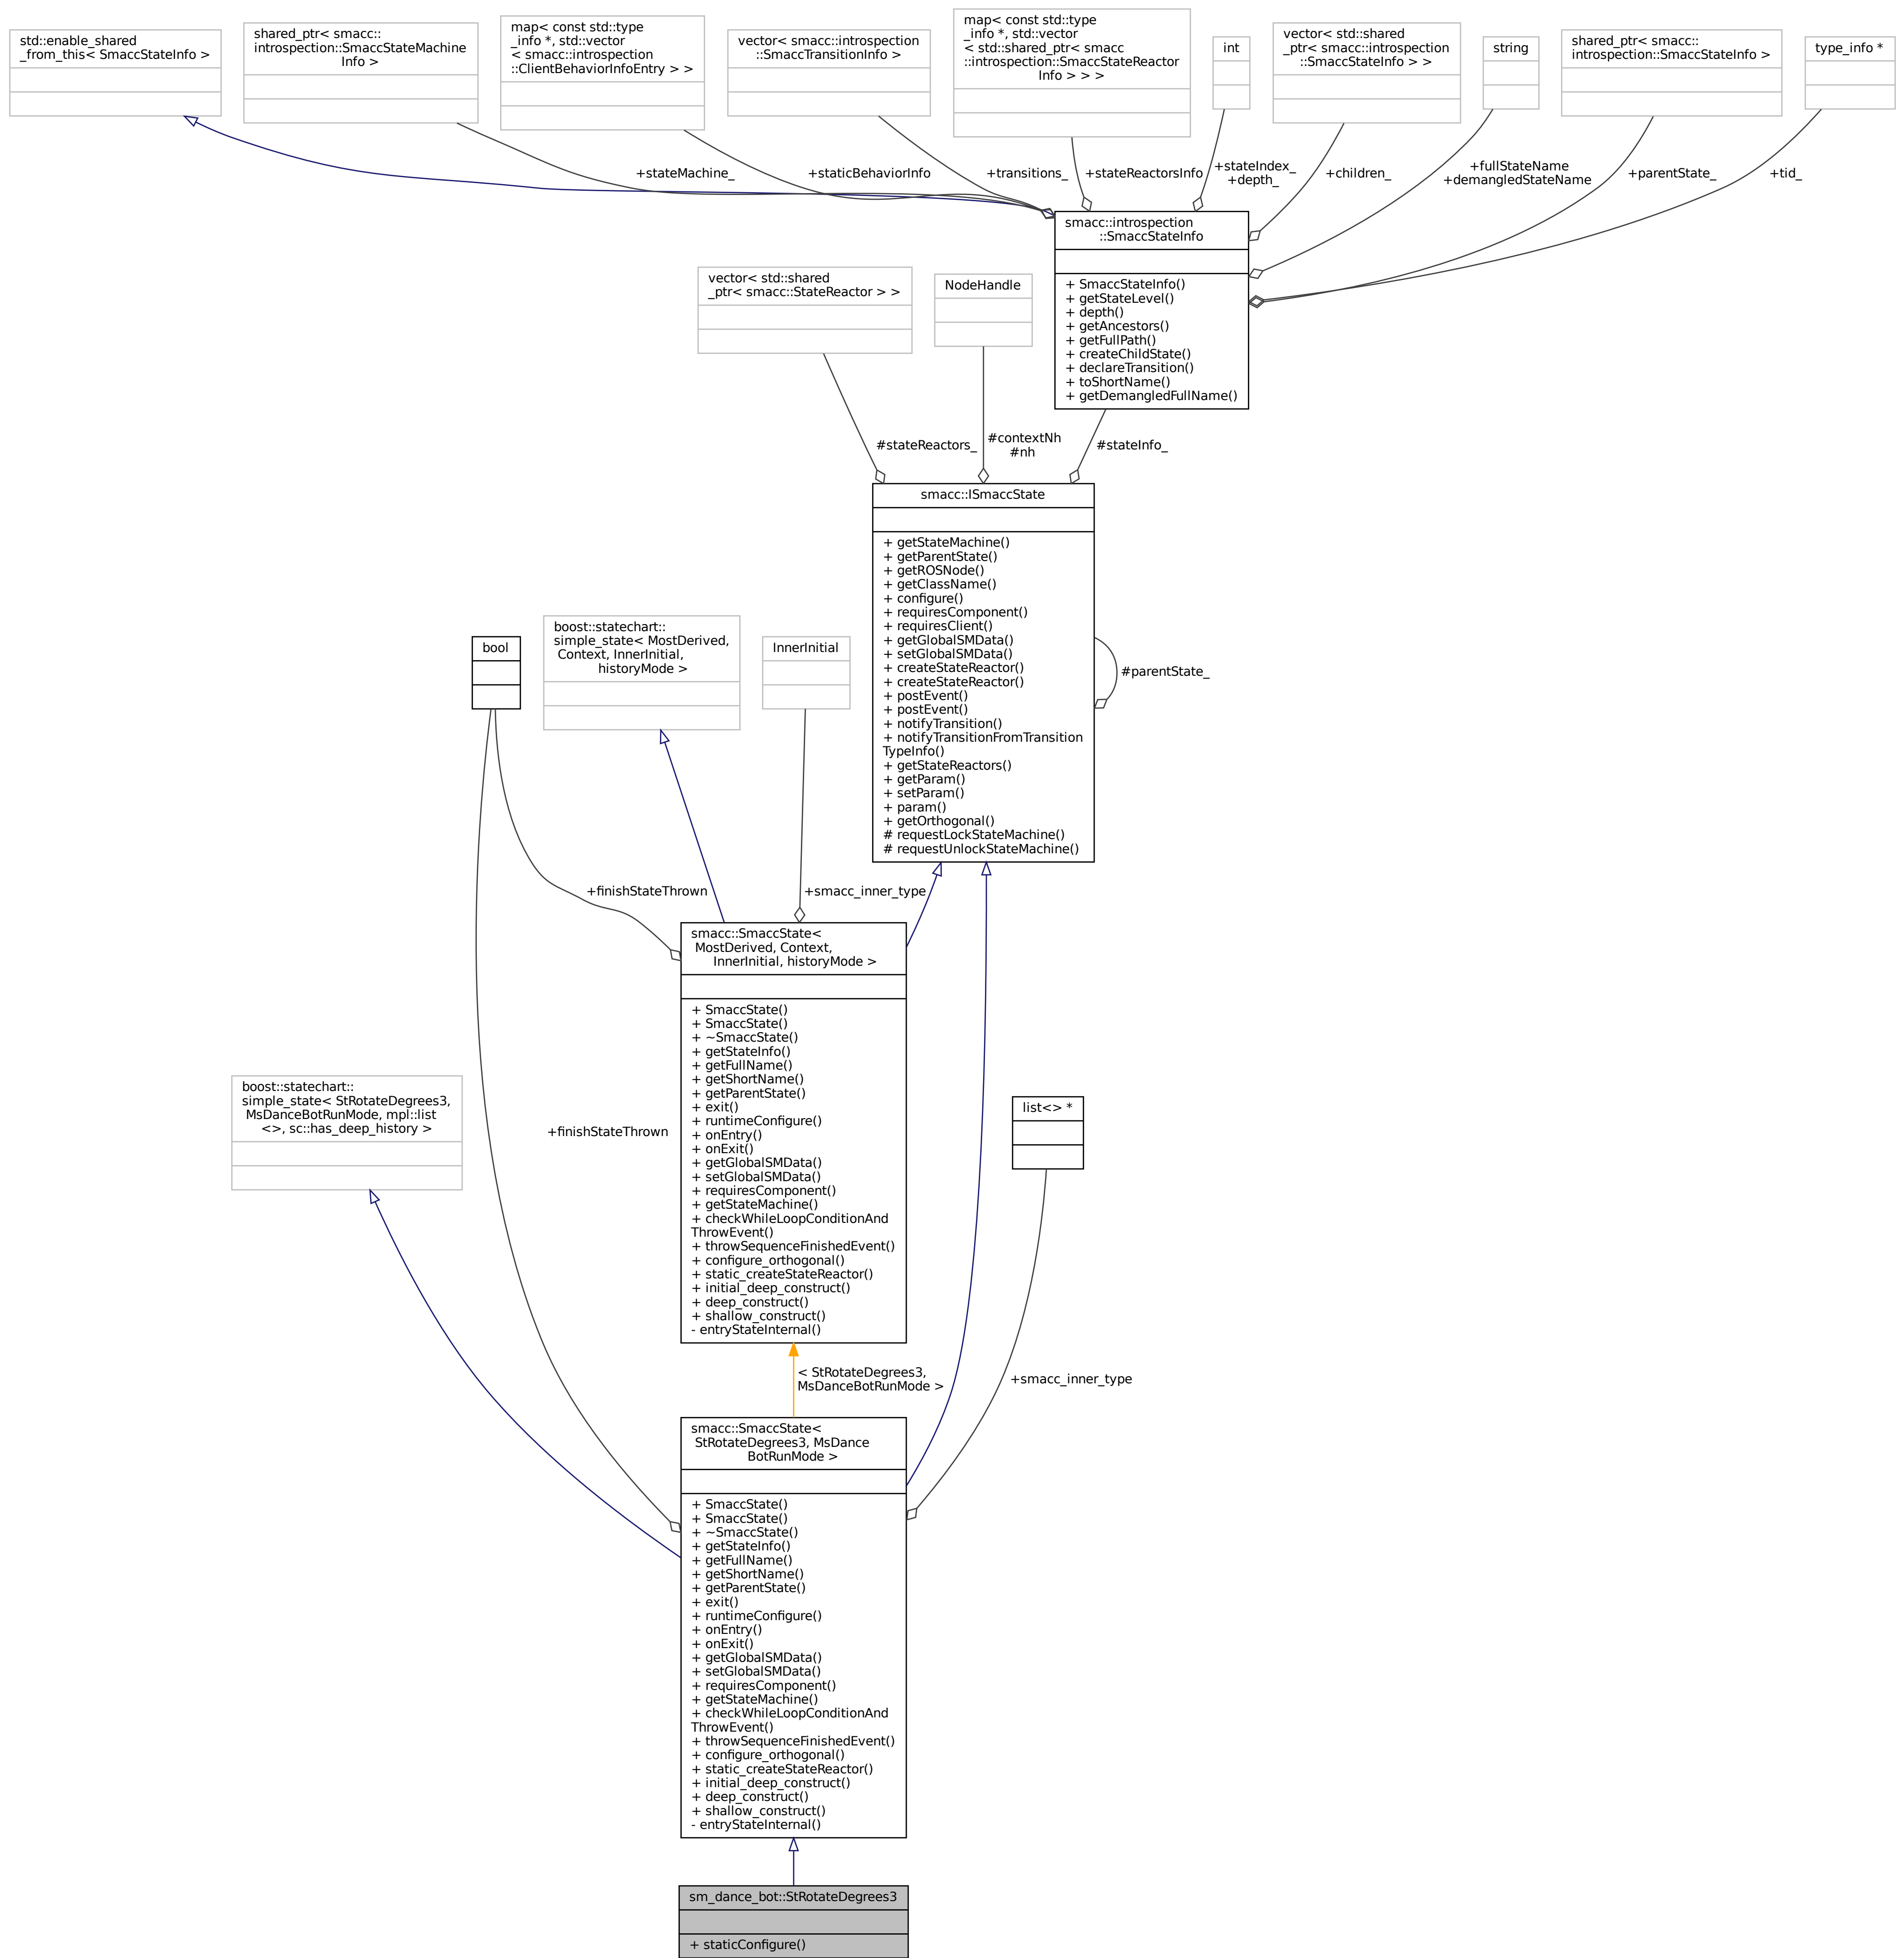 std::enable_shared
_from_this< SmaccStateInfo >
shared_ptr< smacc::
introspection::SmaccStateMachine
Info >
map< const std::type
_info *, std::vector
< smacc::introspection
::ClientBehaviorInfoEntry > >
vector< smacc::introspection
::SmaccTransitionInfo >
map< const std::type
_info *, std::vector
< std::shared_ptr< smacc
::introspection::SmaccStateReactor
Info > > >
int
vector< std::shared
_ptr< smacc::introspection
::SmaccStateInfo > >
string
shared_ptr< smacc::
introspection::SmaccStateInfo >
type_info *
+stateMachine_
+staticBehaviorInfo
+transitions_
+stateReactorsInfo
+stateIndex_
+depth_
+children_
+fullStateName
+demangledStateName
+parentState_
+tid_
smacc::introspection
::SmaccStateInfo
+ SmaccStateInfo()
+ getStateLevel()
+ depth()
+ getAncestors()
+ getFullPath()
+ createChildState()
+ declareTransition()
+ toShortName()
+ getDemangledFullName()
vector< std::shared
_ptr< smacc::StateReactor > >
NodeHandle
#stateReactors_
#contextNh
#nh
#stateInfo_
smacc::ISmaccState
+ getStateMachine()
+ getParentState()
+ getROSNode()
+ getClassName()
+ configure()
+ requiresComponent()
+ requiresClient()
+ getGlobalSMData()
+ setGlobalSMData()
+ createStateReactor()
+ createStateReactor()
+ postEvent()
+ postEvent()
+ notifyTransition()
+ notifyTransitionFromTransition
TypeInfo()
+ getStateReactors()
+ getParam()
+ setParam()
+ param()
+ getOrthogonal()
# requestLockStateMachine()
# requestUnlockStateMachine()
#parentState_
bool
boost::statechart::
simple_state< MostDerived,
Context, InnerInitial,
historyMode >
InnerInitial
+finishStateThrown
+smacc_inner_type
smacc::SmaccState<
MostDerived, Context,
InnerInitial, historyMode >
+ SmaccState()
+ SmaccState()
+ ~SmaccState()
+ getStateInfo()
+ getFullName()
+ getShortName()
+ getParentState()
+ exit()
+ runtimeConfigure()
+ onEntry()
+ onExit()
+ getGlobalSMData()
+ setGlobalSMData()
+ requiresComponent()
+ getStateMachine()
+ checkWhileLoopConditionAnd
ThrowEvent()
+ throwSequenceFinishedEvent()
+ configure_orthogonal()
+ static_createStateReactor()
+ initial_deep_construct()
+ deep_construct()
+ shallow_construct()
- entryStateInternal()
boost::statechart::
simple_state< StRotateDegrees3,
MsDanceBotRunMode, mpl::list
<>, sc::has_deep_history >
+finishStateThrown
list<> *
< StRotateDegrees3,
MsDanceBotRunMode >
+smacc_inner_type
smacc::SmaccState<
StRotateDegrees3, MsDance
BotRunMode >
+ SmaccState()
+ SmaccState()
+ ~SmaccState()
+ getStateInfo()
+ getFullName()
+ getShortName()
+ getParentState()
+ exit()
+ runtimeConfigure()
+ onEntry()
+ onExit()
+ getGlobalSMData()
+ setGlobalSMData()
+ requiresComponent()
+ getStateMachine()
+ checkWhileLoopConditionAnd
ThrowEvent()
+ throwSequenceFinishedEvent()
+ configure_orthogonal()
+ static_createStateReactor()
+ initial_deep_construct()
+ deep_construct()
+ shallow_construct()
- entryStateInternal()
sm_dance_bot::StRotateDegrees3
+ staticConfigure()